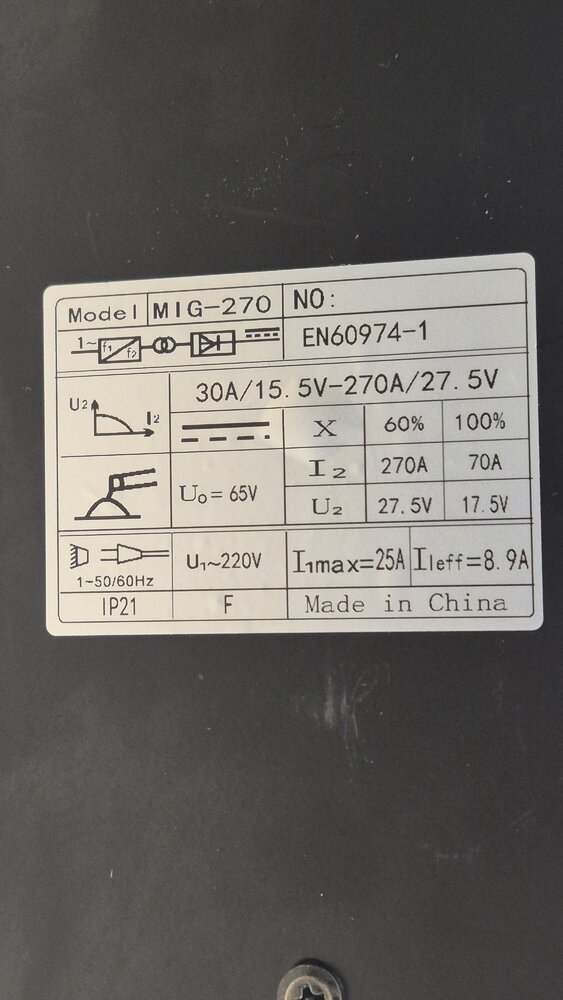 Model MIG-270 NO:
1~ f1 f2 EN60974-1
30A/15.5V-270A/27.5V
U2 I2
X 60% 100%
I2 270A 70A
U0=65V
U2 27.5V 17.5V
U1~220V I1max=25A I1eff=8.9A
1~50/60Hz
IP21 F Made in China